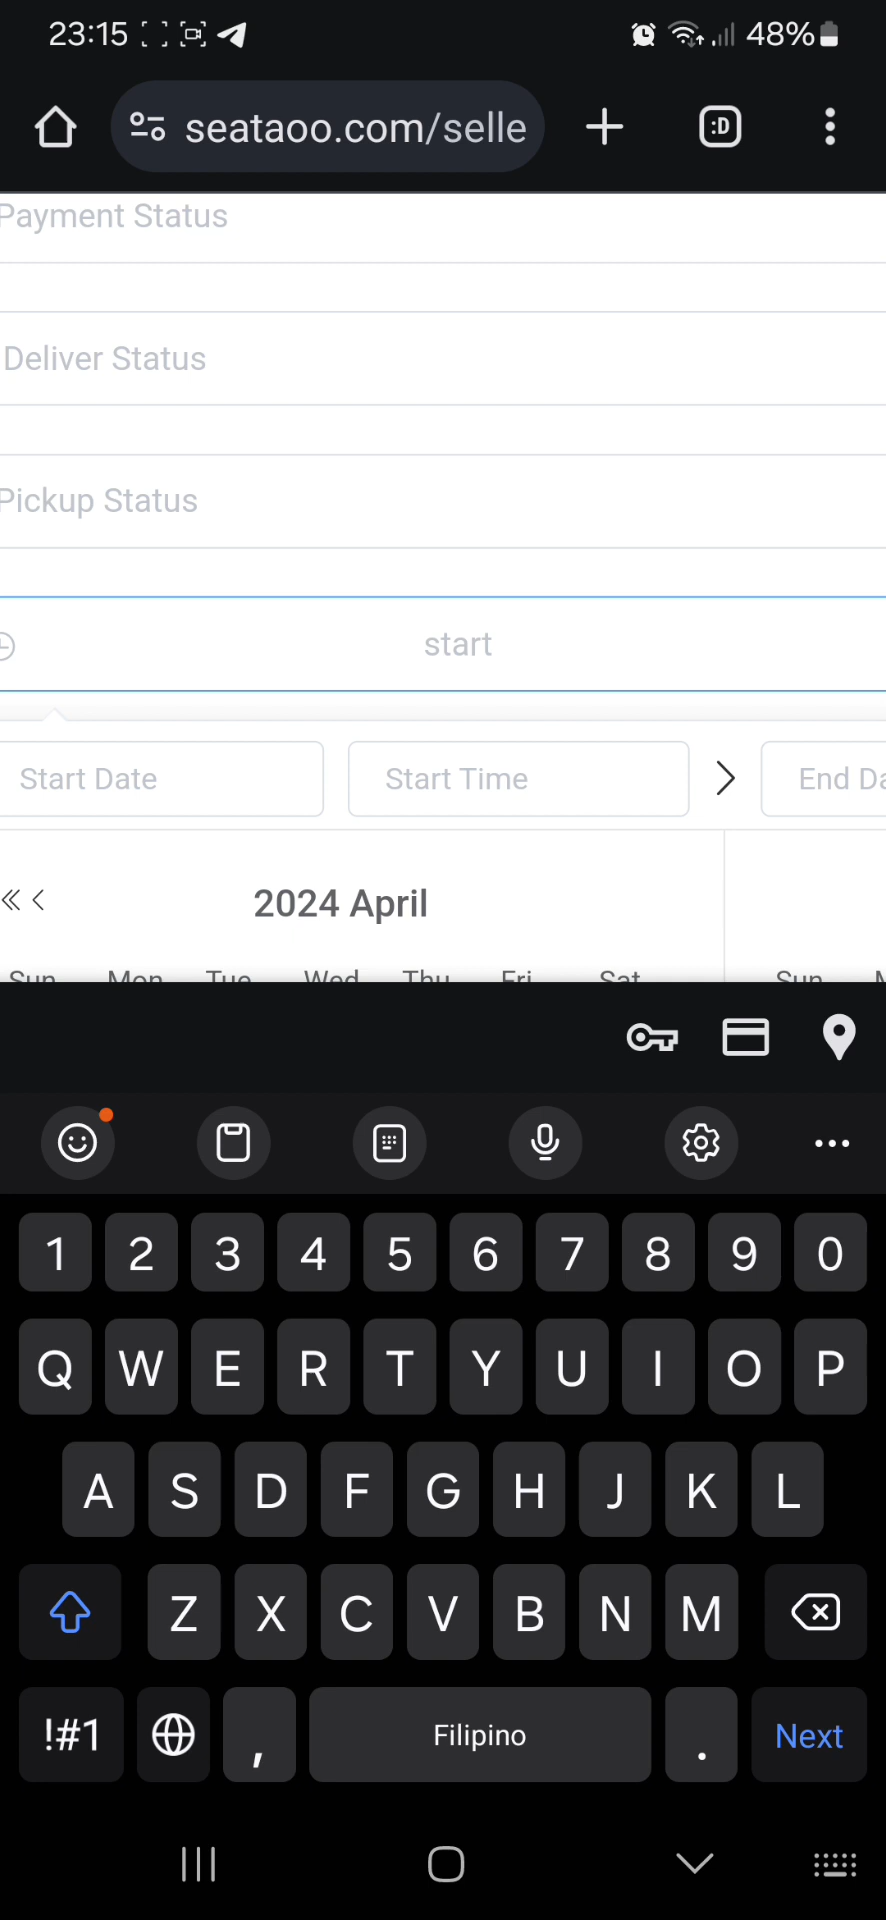 23:15 48%
seataoo.com/selle :D
Payment Status
Deliver Status
Pickup Status
start
Start Date Start Time End Da
2024 April
Sun Mon Tue Wed Thu Fri Sat Sun M
1 2 3 4 5 6 7 8 9 0
Q W E R T Y U I O P
A S D F G H J K L
Z X C V B N M
!#1 , Filipino . Next